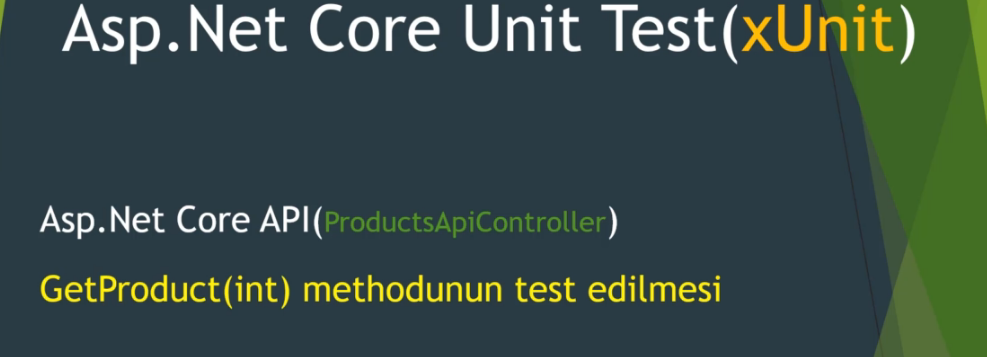 Asp.Net Core Unit Test(xUnit)
Asp.Net Core API(ProductsApiController)
GetProduct(int) methodunun test edilmesi